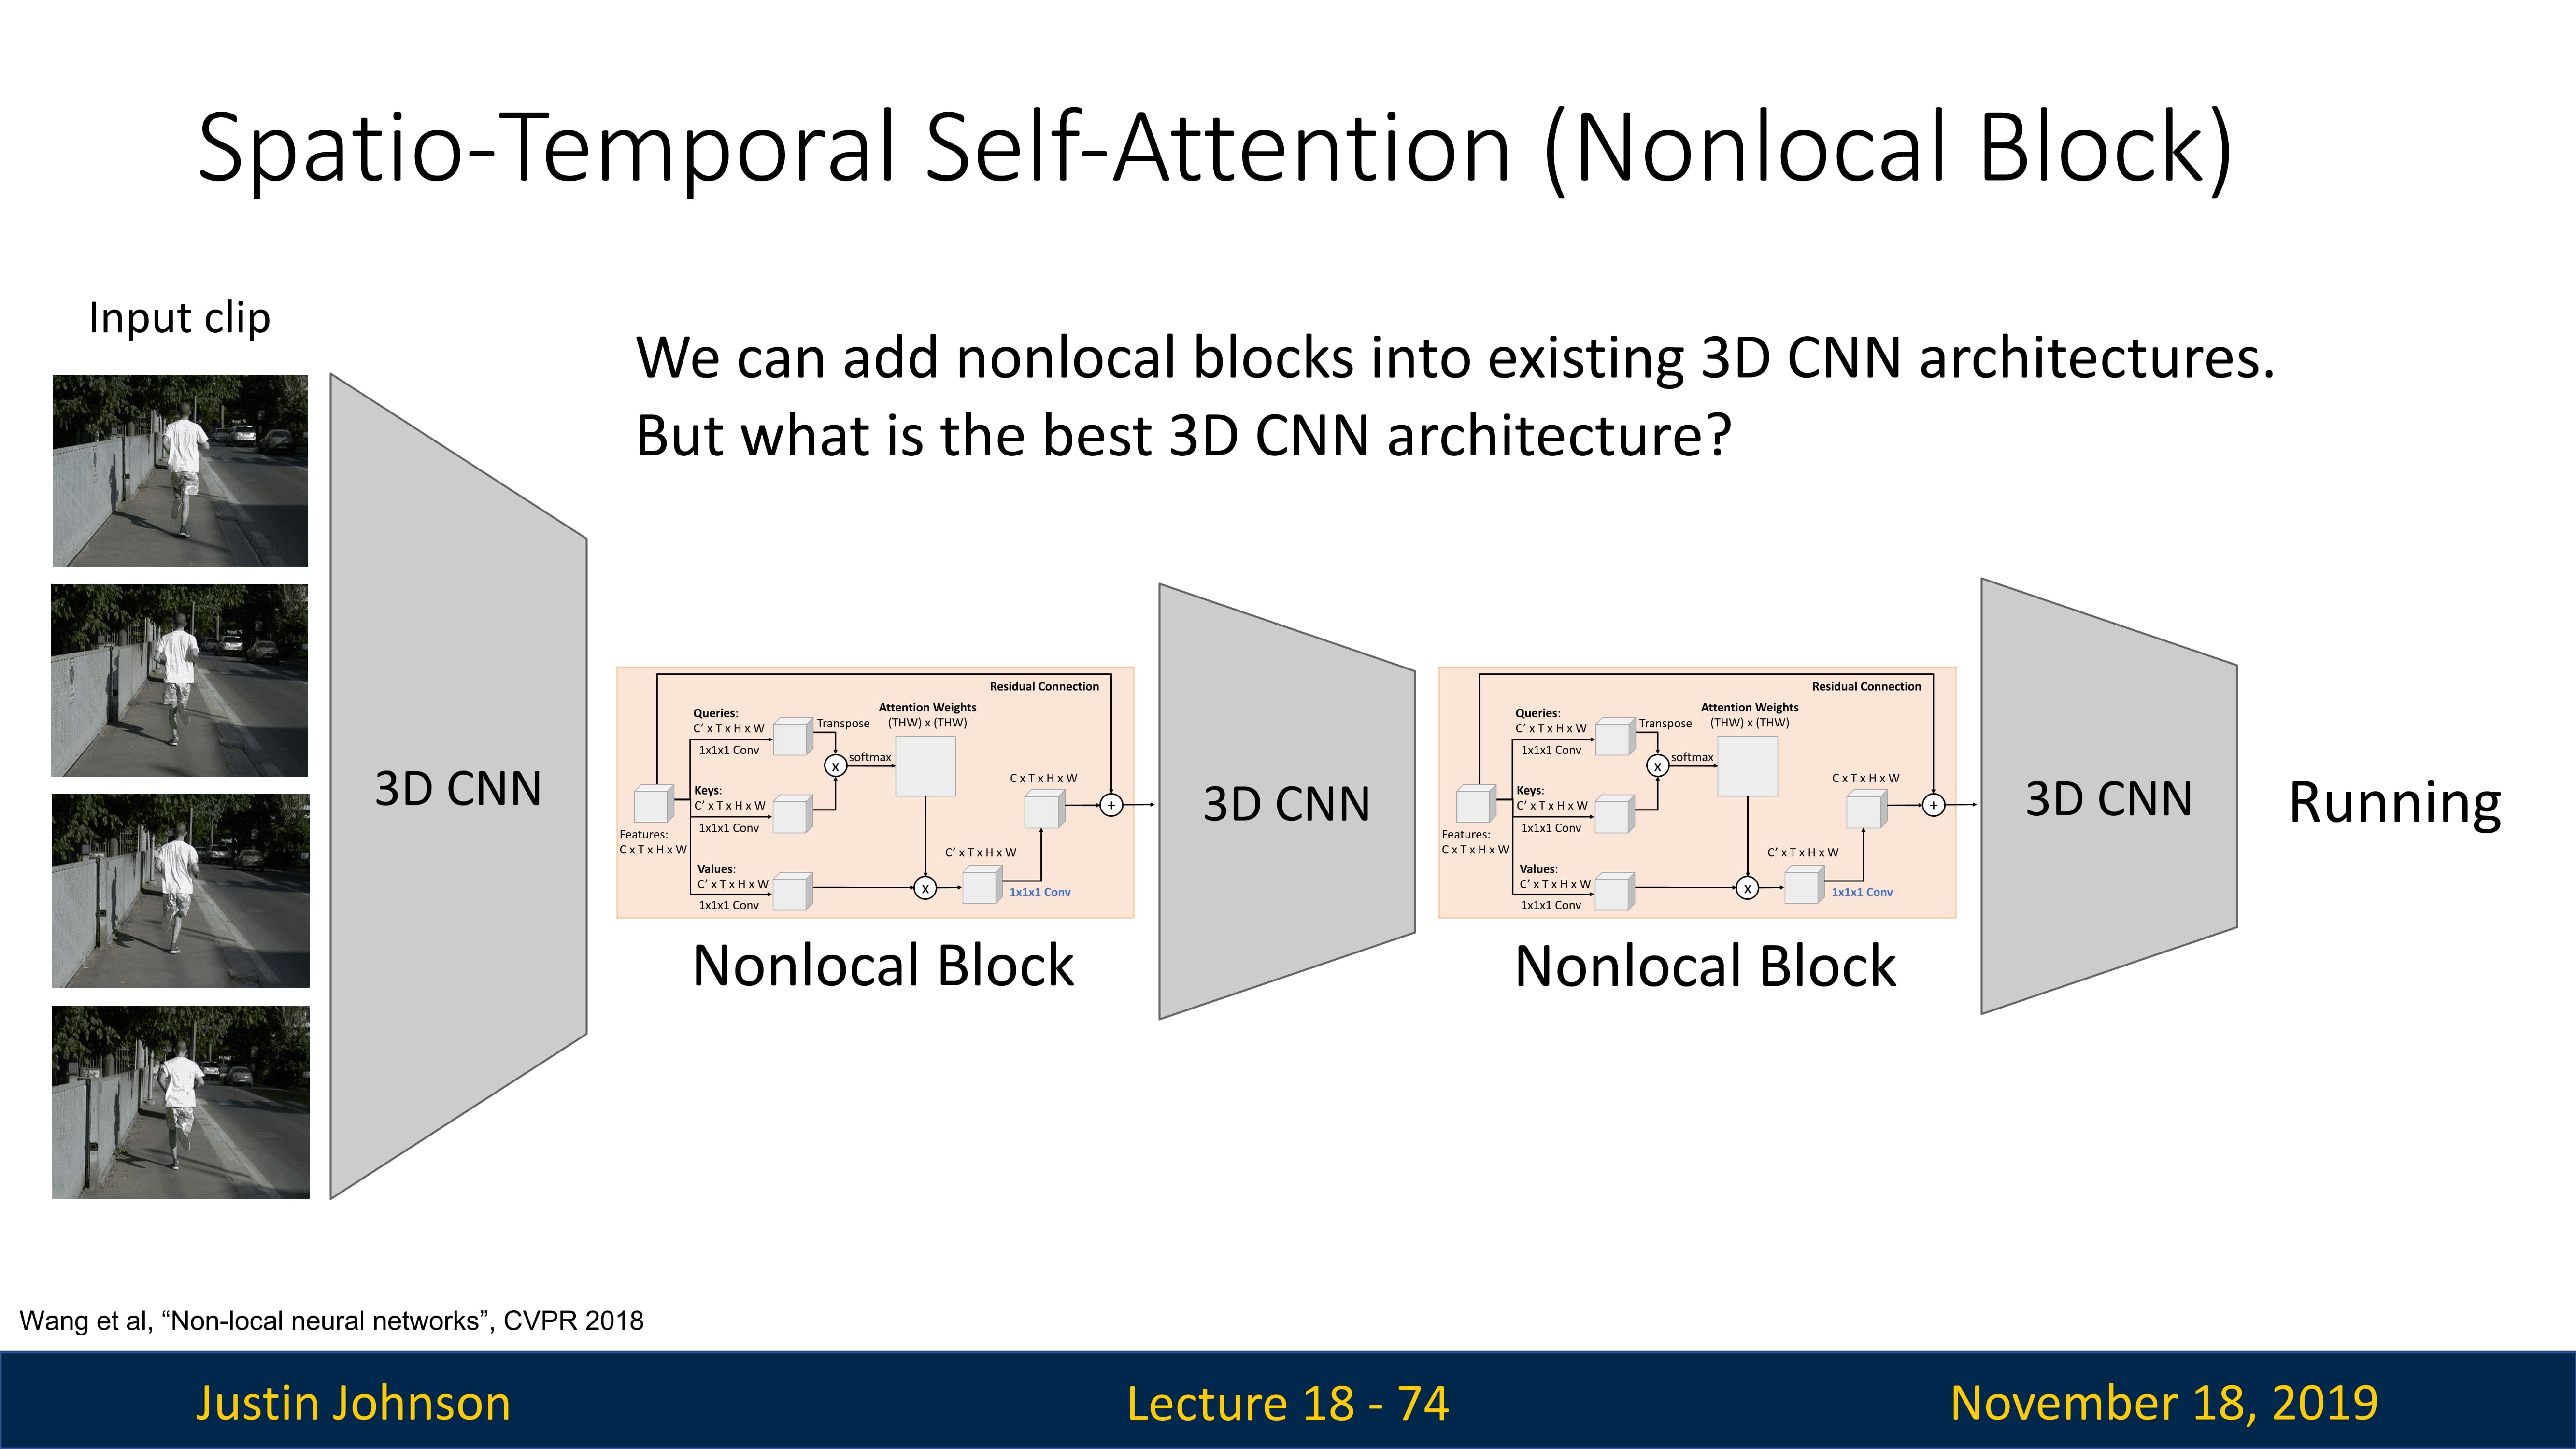 Spatio-Temporal Self-Attention (Nonlocal Block)
Input clip
We can add nonlocal blocks into existing 3D CNN architectures.
But what is the best 3D CNN architecture?
3D CNN
Residual Connection
Queries:
C’ x T x H x W
1x1x1 Conv
Transpose
Attention Weights
(THW) x (THW)
x
softmax
Keys:
C’ x T x H x W
1x1x1 Conv
Features:
C x T x H x W
Values:
C’ x T x H x W
1x1x1 Conv
x
C’ x T x H x W
1x1x1 Conv
C x T x H x W
+
Nonlocal Block
3D CNN
Residual Connection
Queries:
C’ x T x H x W
1x1x1 Conv
Transpose
Attention Weights
(THW) x (THW)
x
softmax
Keys:
C’ x T x H x W
1x1x1 Conv
Features:
C x T x H x W
Values:
C’ x T x H x W
1x1x1 Conv
x
C’ x T x H x W
1x1x1 Conv
C x T x H x W
+
Nonlocal Block
3D CNN
Running
Wang et al, “Non-local neural networks”, CVPR 2018
Justin Johnson
Lecture 18 - 74
November 18, 2019